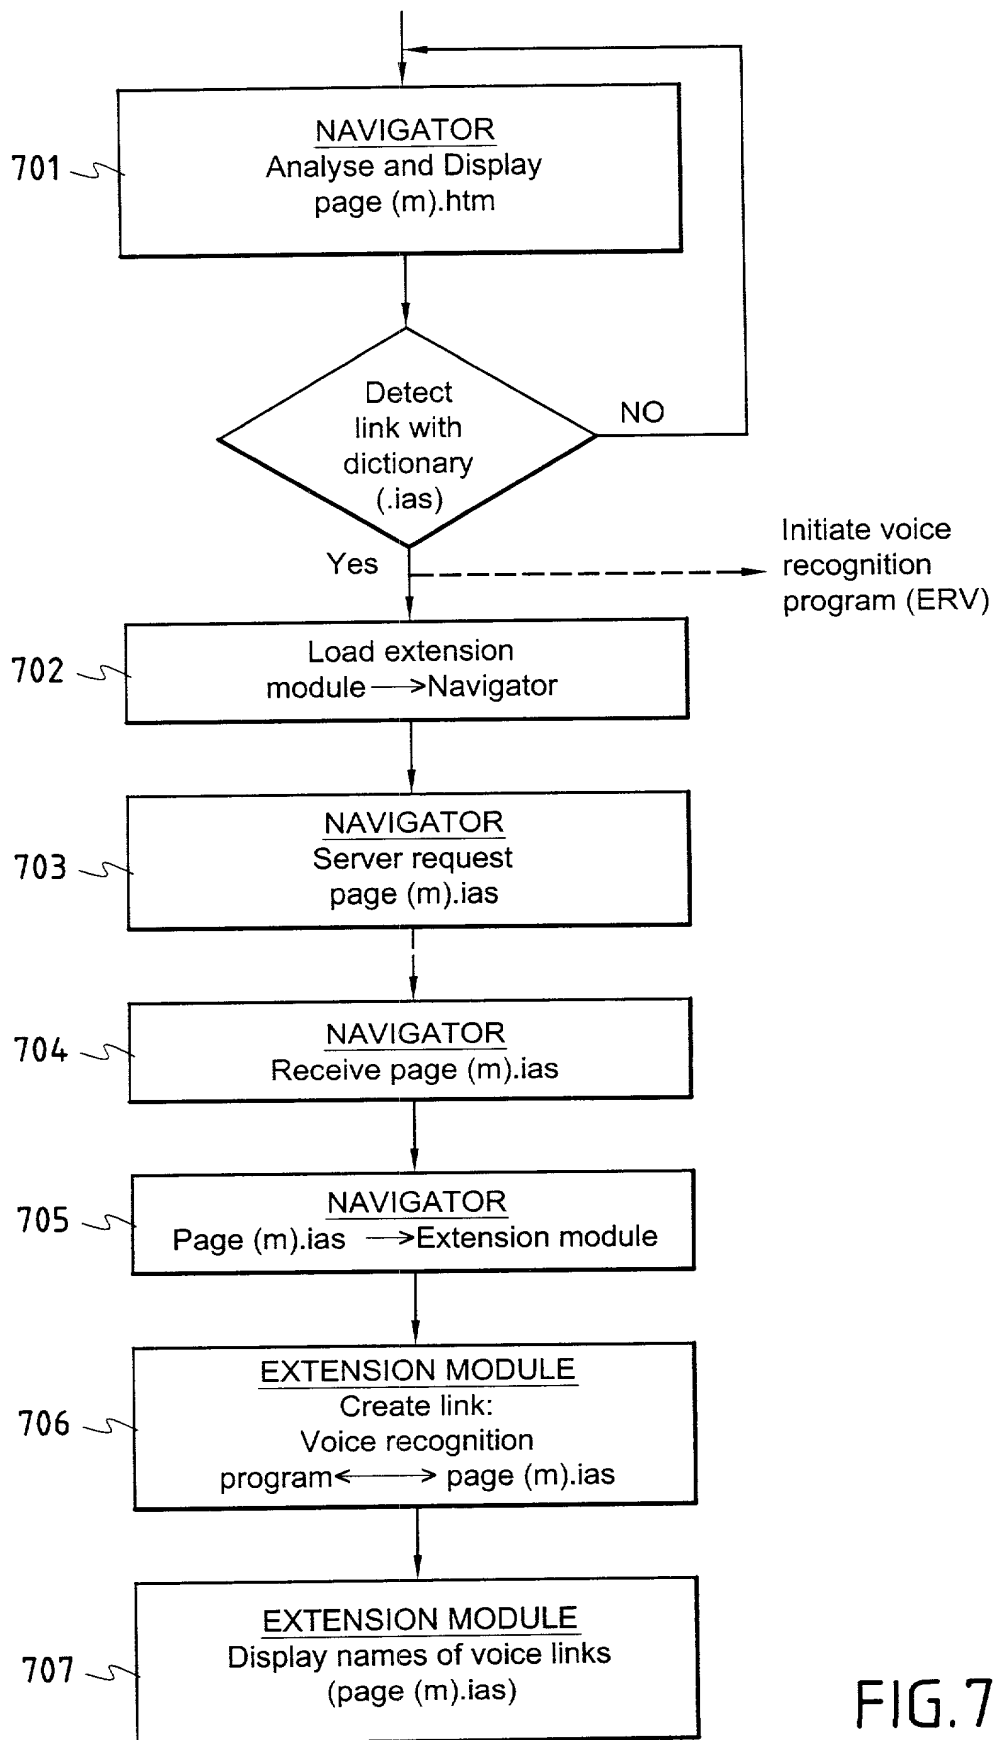 701
NAVIGATOR
Analyse and Display
page (m).htm
Detect
link with
dictionary
(.ias)
NO
Yes
Initiate voice
recognition
program (ERV)
702
Load extension
module → Navigator
703
NAVIGATOR
Server request
page (m).ias
704
NAVIGATOR
Receive page (m).ias
705
NAVIGATOR
Page (m).ias → Extension module
706
EXTENSION MODULE
Create link:
Voice recognition
program ↔ page (m).ias
707
EXTENSION MODULE
Display names of voice links
(page (m).ias)
FIG.7